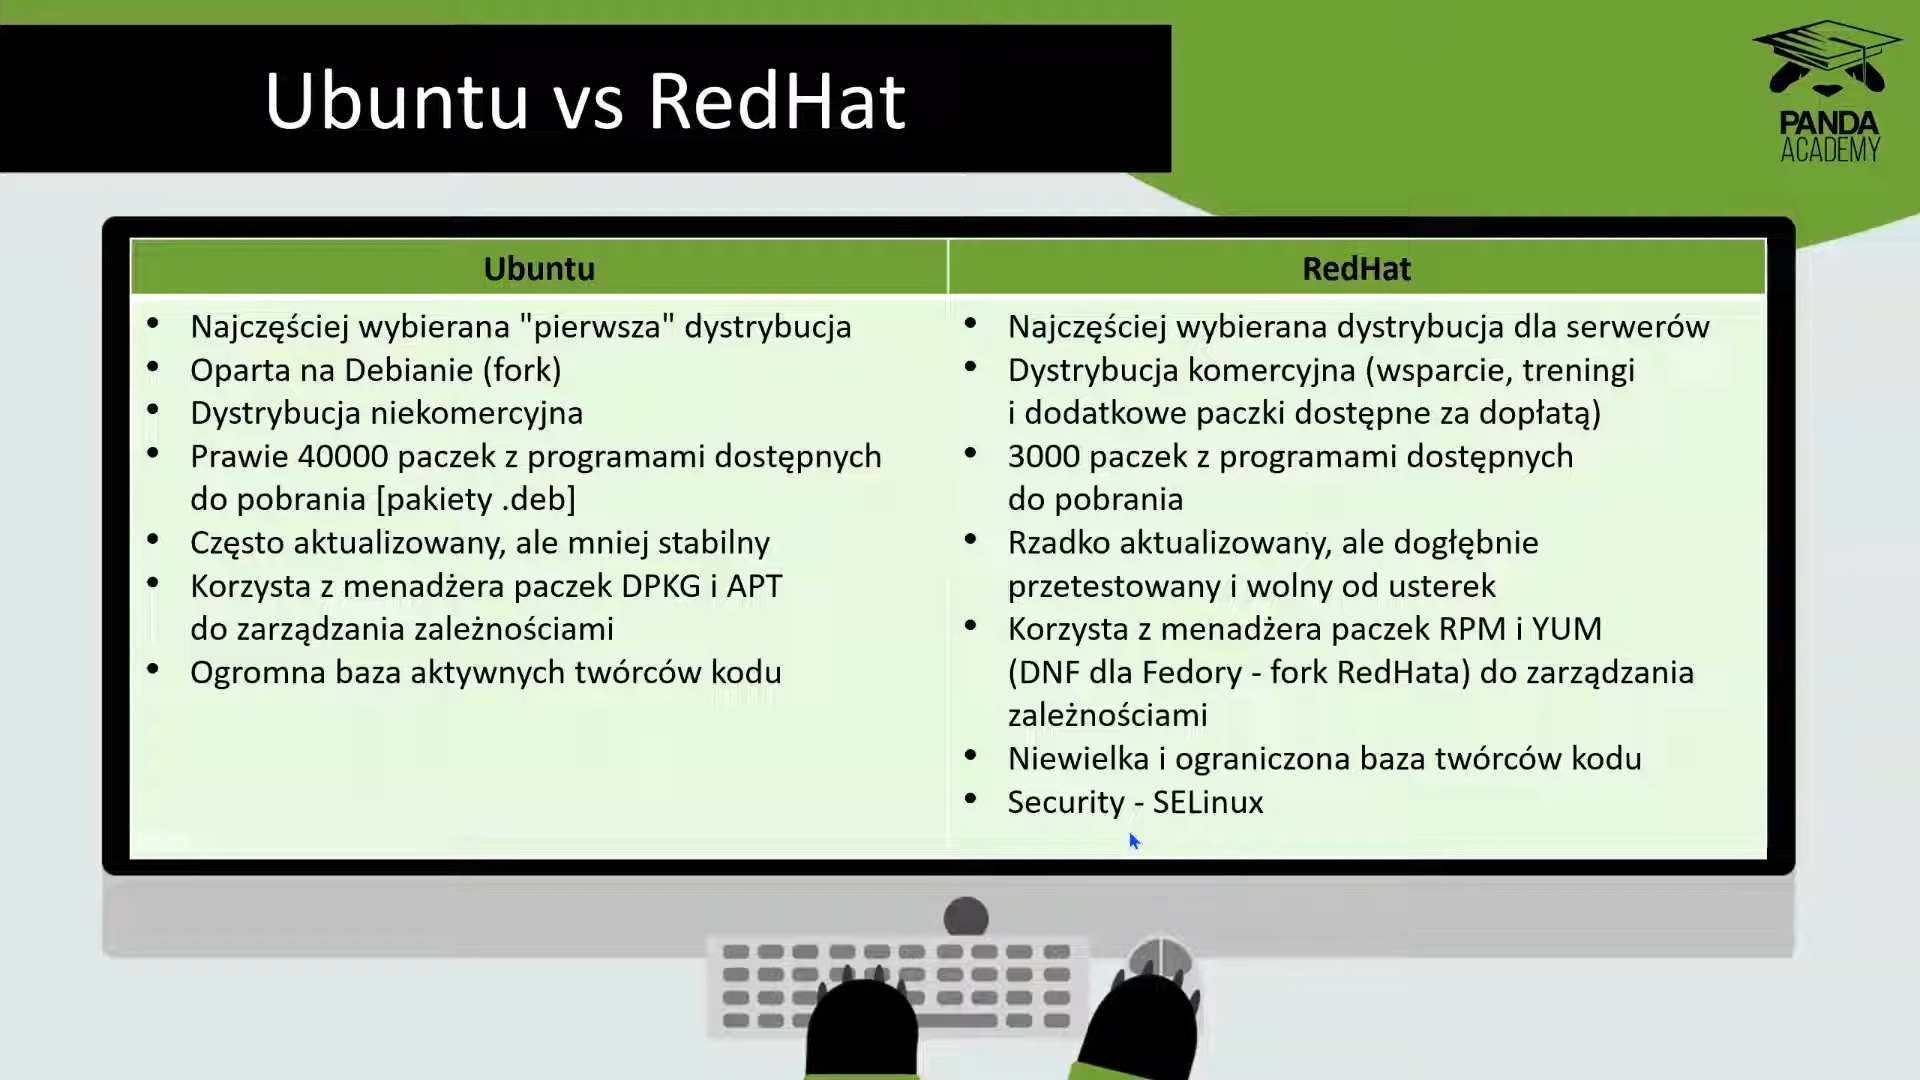 Ubuntu vs RedHat
PANDA
ACADEMY
Ubuntu
• Najczęściej wybierana "pierwsza" dystrybucja
• Oparta na Debianie (fork)
• Dystrybucja niekomercyjna
• Prawie 40000 paczek z programami dostępnych
do pobrania [pakiety .deb]
• Często aktualizowany, ale mniej stabilny
• Korzysta z menadżera paczek DPKG i APT
do zarządzania zależnościami
• Ogromna baza aktywnych twórców kodu
RedHat
• Najczęściej wybierana dystrybucja dla serwerów
• Dystrybucja komercyjna (wsparcie, treningi
i dodatkowe paczki dostępne za dopłatą)
• 3000 paczek z programami dostępnych
do pobrania
• Rzadko aktualizowany, ale dogłębnie
przetestowany i wolny od usterek
• Korzysta z menadżera paczek RPM i YUM
(DNF dla Fedory - fork RedHata) do zarządzania
zależnościami
• Niewielka i ograniczona baza twórców kodu
• Security - SELinux